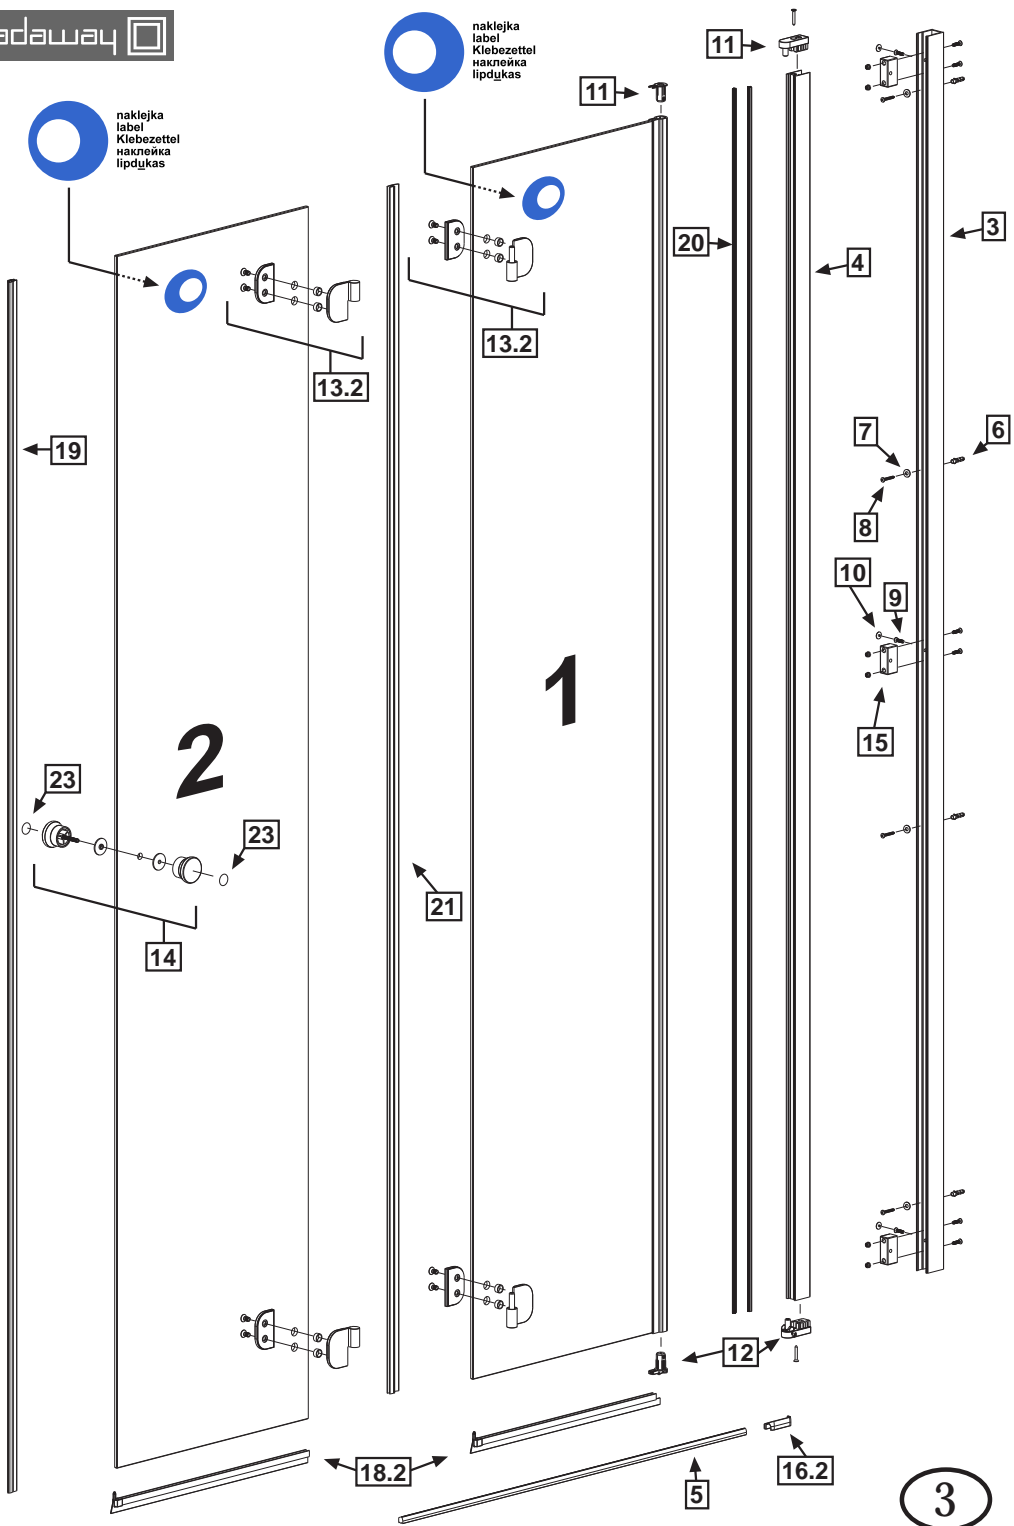 adaway
naklejka
label
Klebezettel
наклейка
lipdukas
naklejka
label
Klebezettel
наклейка
lipdukas
11
11
3
20
4
13.2
13.2
19
7
6
8
10
9
1
15
2
23
23
21
14
12
18.2
16.2
5
3